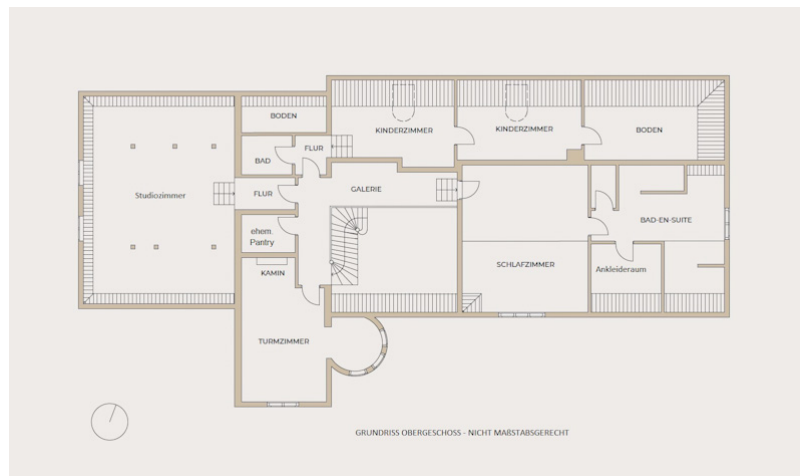 BODEN
KINDERZIMMER
KINDERZIMMER
BODEN
FLUR
BAD
Studiozimmer
FLUR
GALERIE
ehem.
Pantry
BAD-EN-SUITE
KAMIN
SCHLAFZIMMER
Ankleideraum
TURMZIMMER
GRUNDRISS OBERGESCHOSS - NICHT MAßSTABSGERECHT